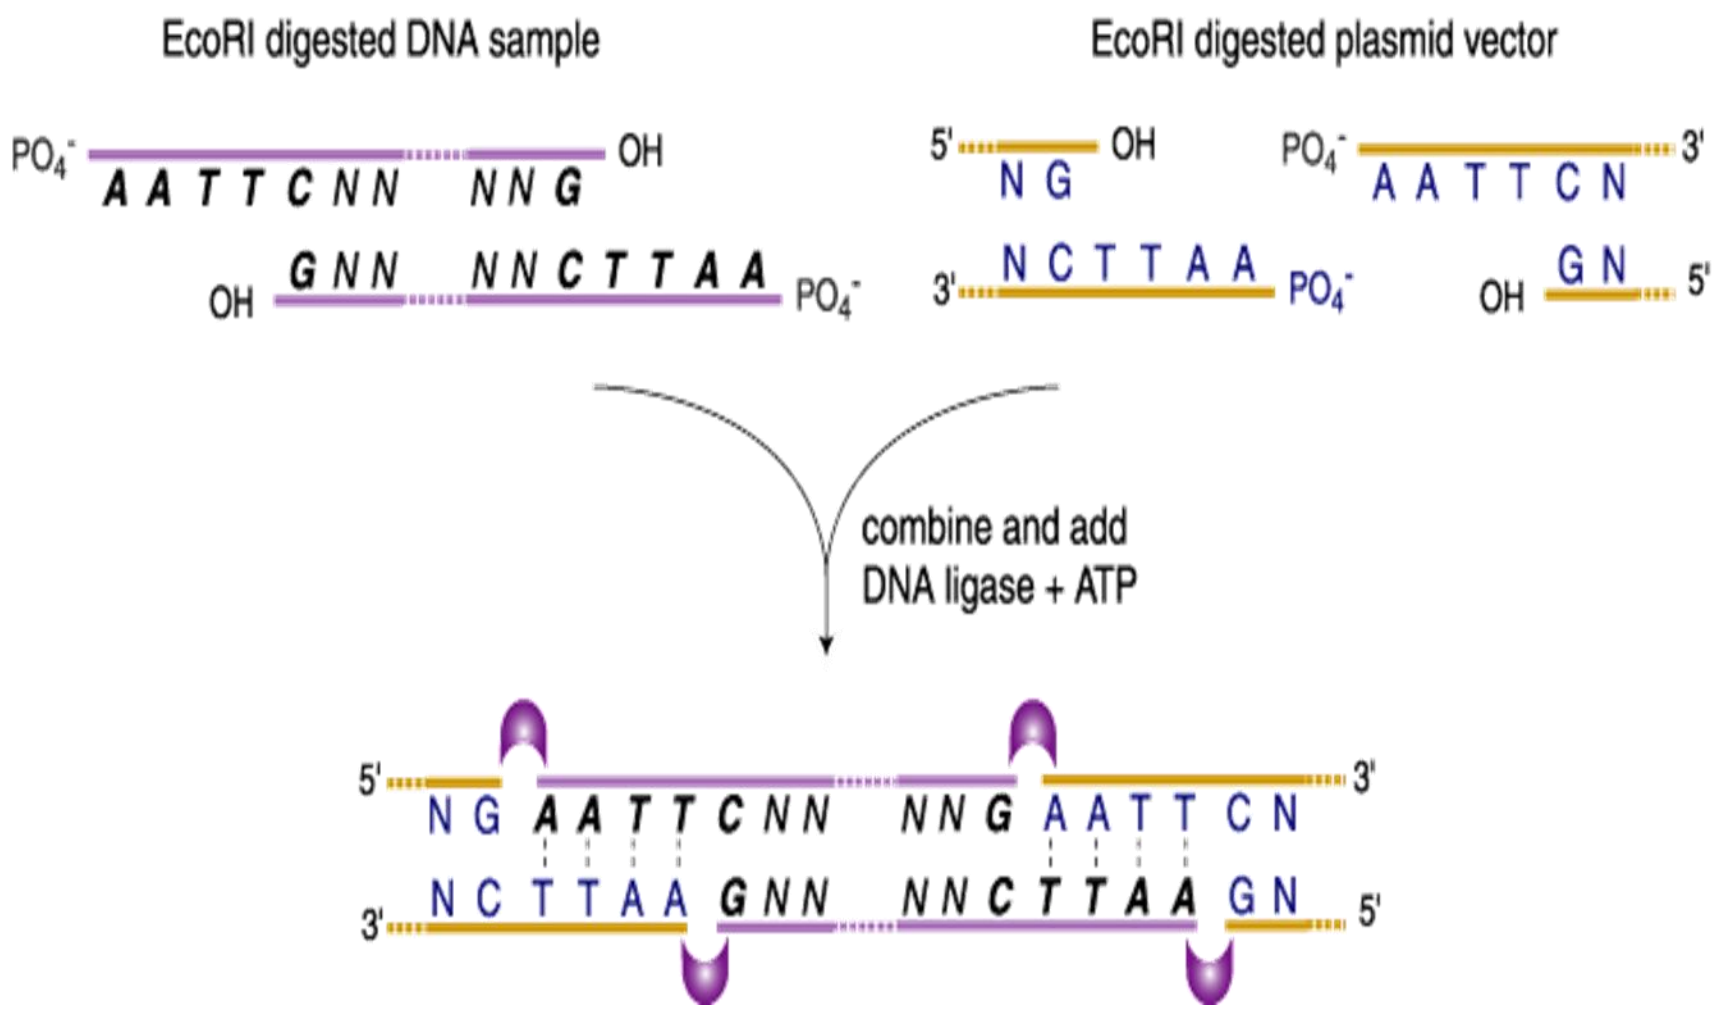 EcoRI digested DNA sample
EcoRI digested plasmid vector
PO4- OH
A A T T C N N N N G
G N N N N C T T A A
OH PO4-
5' OH PO4- 3'
N G A A T T C N
N C T T A A G N
3' PO4- OH 5'
combine and add
DNA ligase + ATP
5' 3'
N G A A T T C N N N N G A A T T C N
N C T T A A G N N N N C T T A A G N
3' 5'